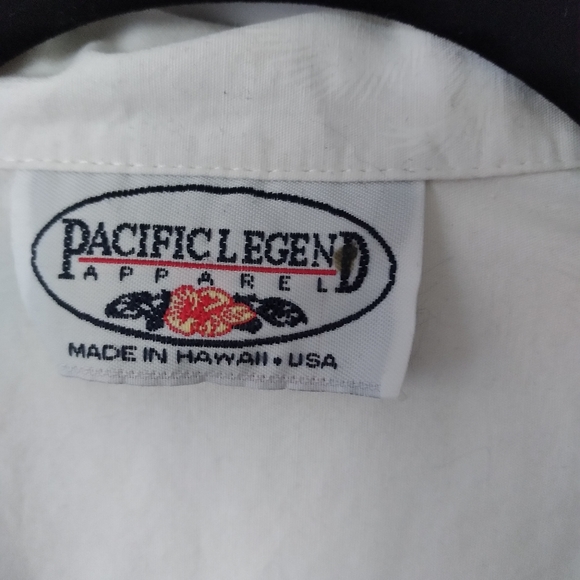 PACIFIC LEGEND
APPAREL
MADE IN HAWAII • USA